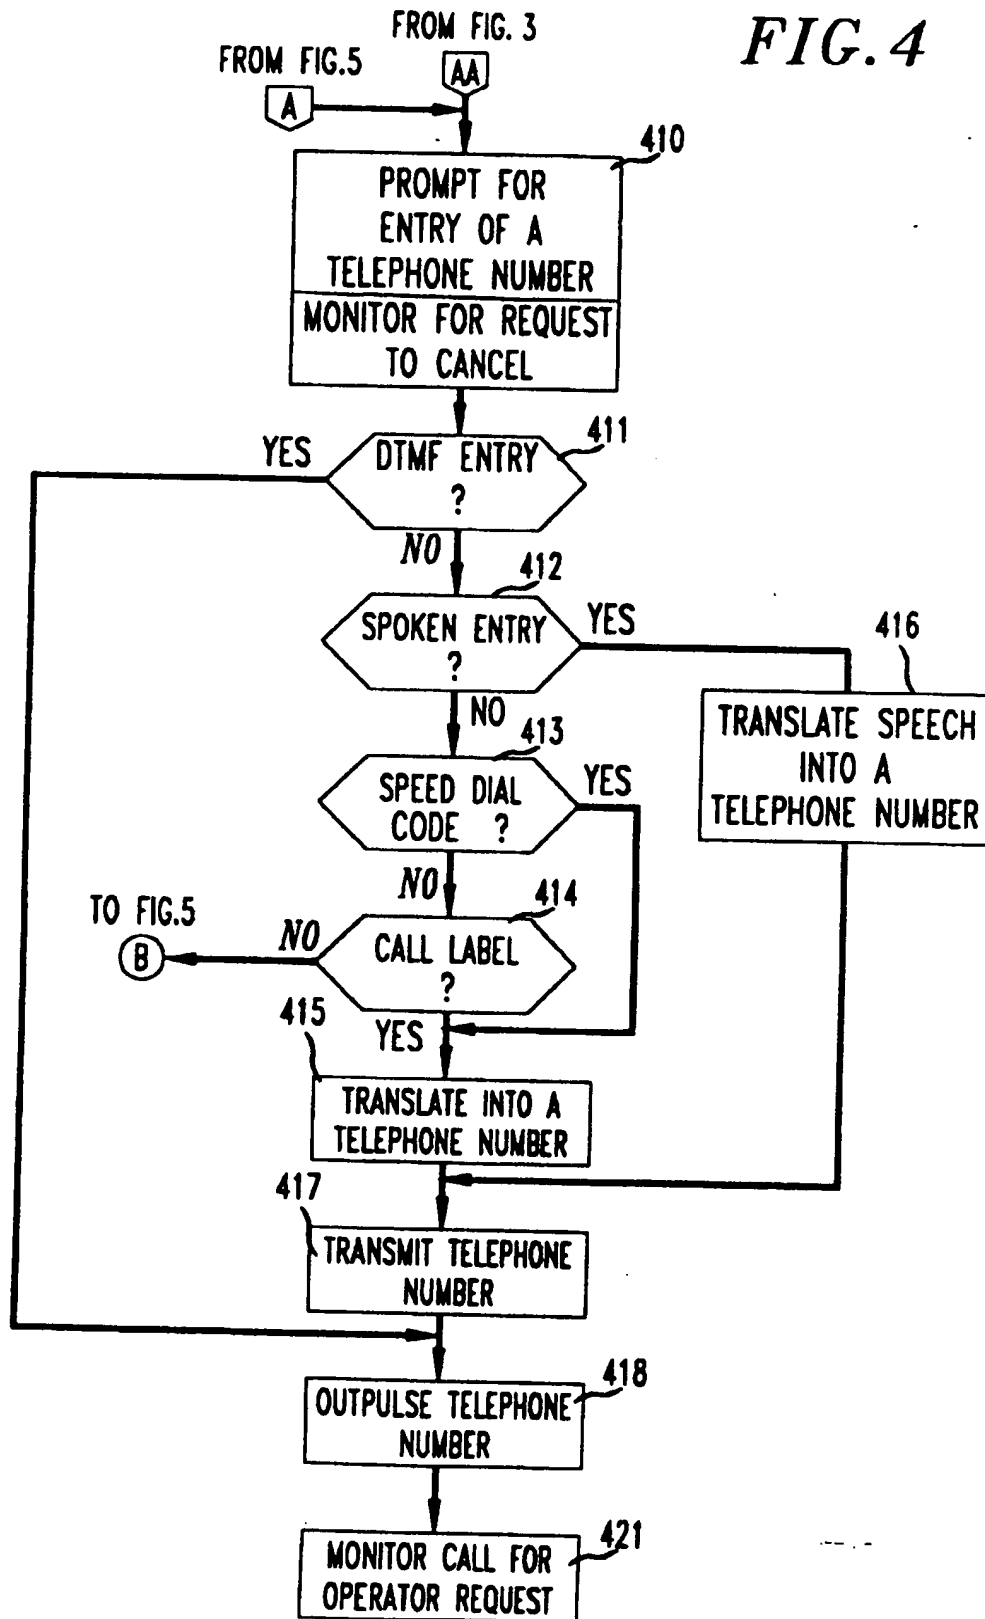 FIG. 4
FROM FIG. 3
AA
FROM FIG.5
A
410
PROMPT FOR
ENTRY OF A
TELEPHONE NUMBER
MONITOR FOR REQUEST
TO CANCEL
411
YES
DTMF ENTRY
?
NO
412
SPOKEN ENTRY
?
YES
416
TRANSLATE SPEECH
INTO A
TELEPHONE NUMBER
NO
413
SPEED DIAL
CODE ?
YES
NO
414
TO FIG.5
B
NO
CALL LABEL
?
415
YES
TRANSLATE INTO A
TELEPHONE NUMBER
417
TRANSMIT TELEPHONE
NUMBER
418
OUTPULSE TELEPHONE
NUMBER
421
MONITOR CALL FOR
OPERATOR REQUEST